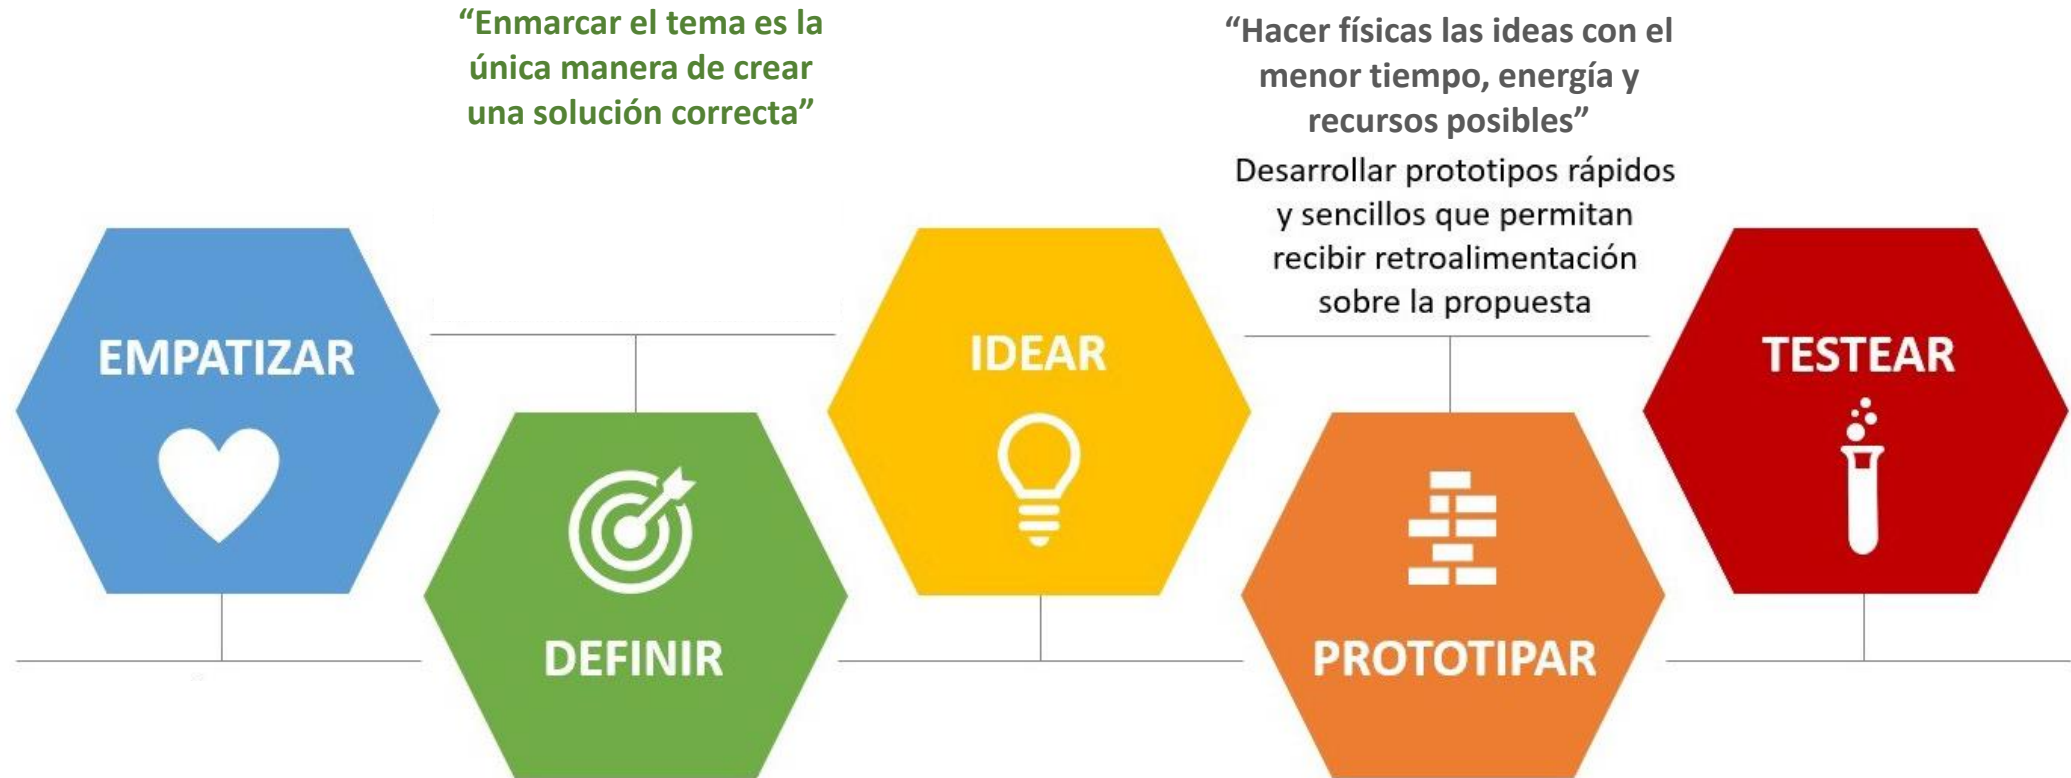 “Enmarcar el tema es la
única manera de crear
una solución correcta”
“Hacer físicas las ideas con el
menor tiempo, energía y
recursos posibles”
Desarrollar prototipos rápidos
y sencillos que permitan
recibir retroalimentación
sobre la propuesta
EMPATIZAR
DEFINIR
IDEAR
PROTOTIPAR
TESTEAR